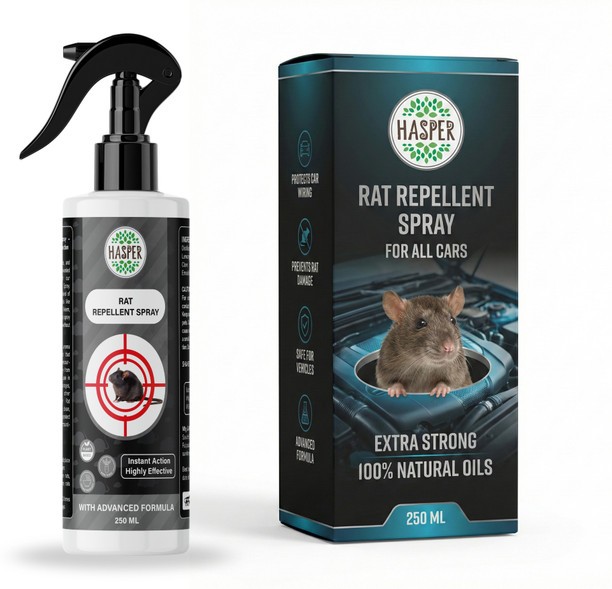 HASPER
RAT
REPELLENT SPRAY
Instant Action
Highly Effective
WITH ADVANCED FORMULA
250 ML
HASPER
RAT REPELLENT
SPRAY
FOR ALL CARS
PROTECTS CAR
WIRING
PREVENTS RAT
DAMAGE
SAFE FOR
VEHICLES
ADVANCED
FORMULA
EXTRA STRONG
100% NATURAL OILS
250 ML